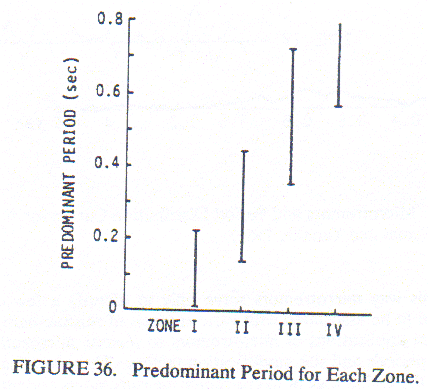 0.8
0.6
0.4
0.2
0
PREDOMINANT PERIOD (sec)
ZONE I II III IV
FIGURE 36. Predominant Period for Each Zone.